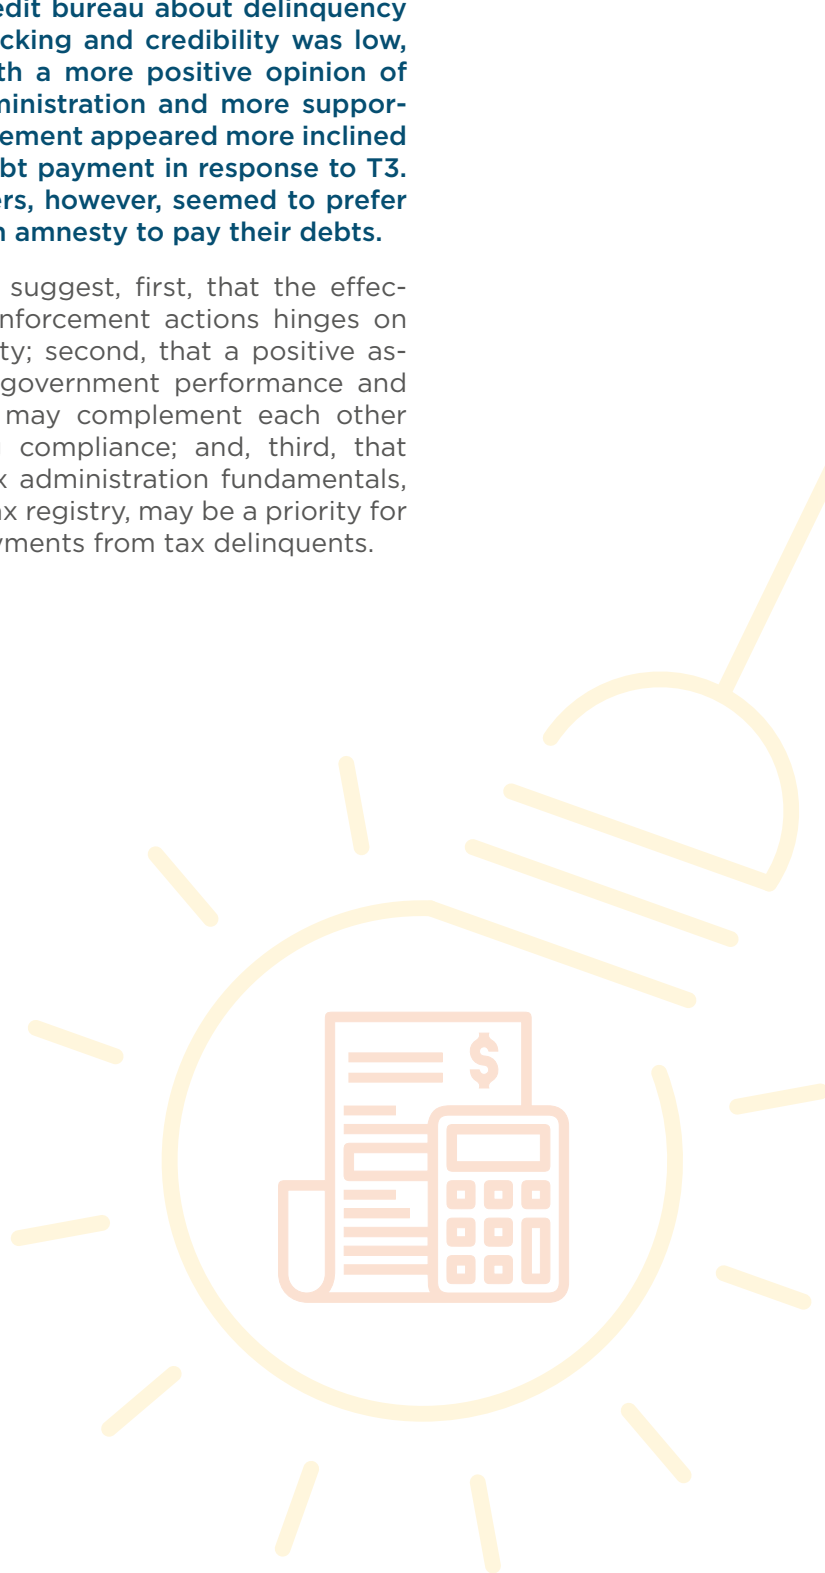 edit bureau about delinquency
cking and credibility was low,
th a more positive opinion of
ministration and more suppor-
ement appeared more inclined
bt payment in response to T3.
ers, however, seemed to prefer
n amnesty to pay their debts.
suggest, first, that the effec-
nforcement actions hinges on
ty; second, that a positive as-
government performance and
may complement each other
compliance; and, third, that
x administration fundamentals,
ax registry, may be a priority for
yments from tax delinquents.
$